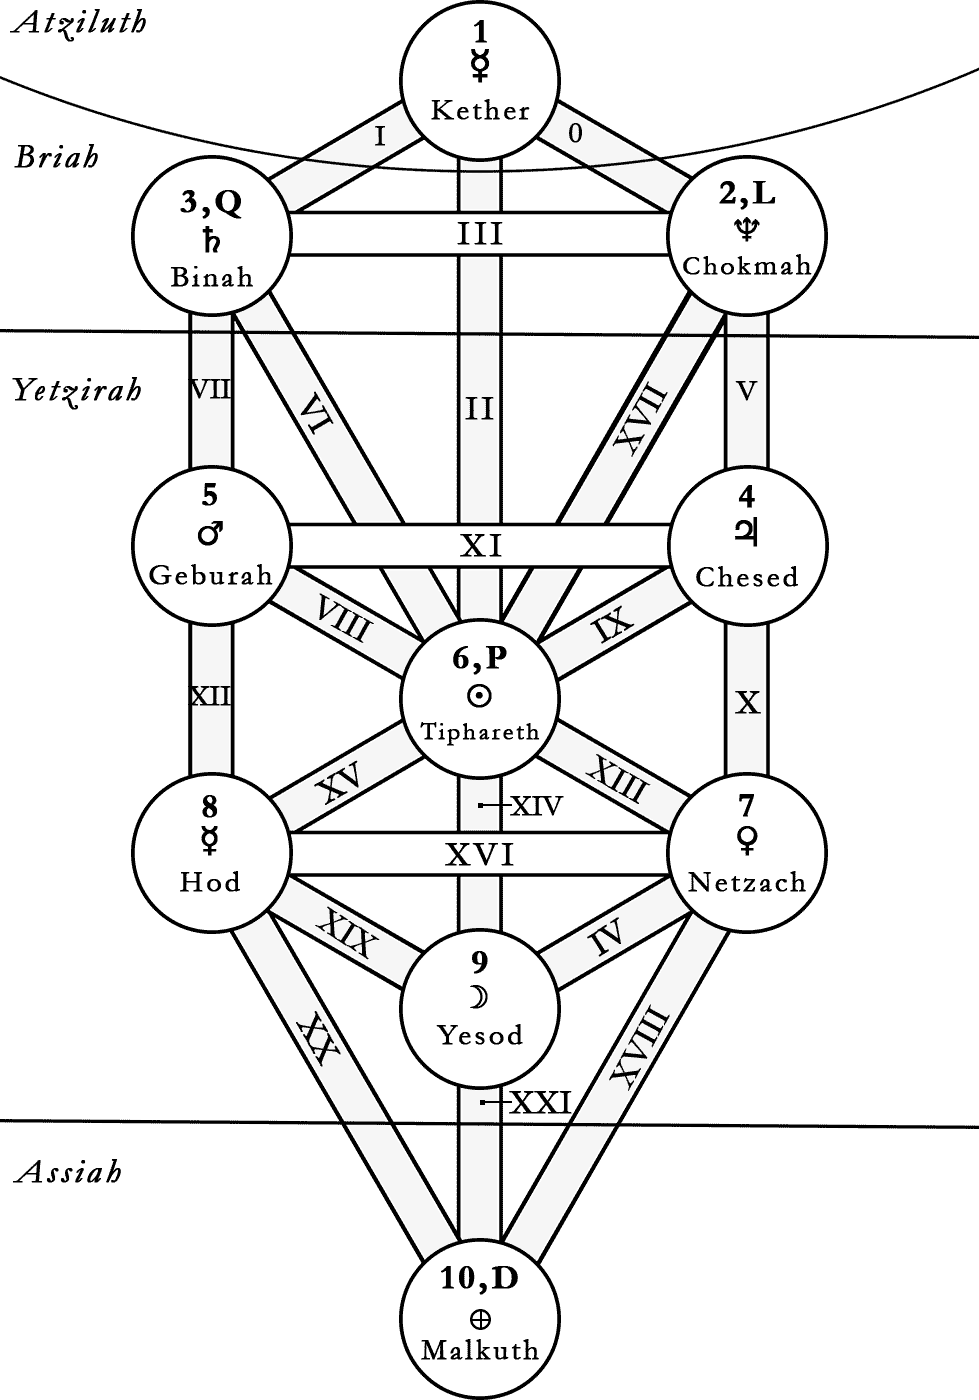 Atziluth
1
☿
Kether
I
0
Briah
3,Q
♄
Binah
2,L
♆
Chokmah
III
Yetzirah
VII
VI
II
XVII
V
5
♂
Geburah
4
♃
Chesed
XI
VIII
IX
6,P
☉
Tiphareth
XII
X
XV
XIII
XIV
8
☿
Hod
7
♀
Netzach
XVI
XIX
IV
9
☽
Yesod
XX
XVIII
XXI
Assiah
10,D
⊕
Malkuth